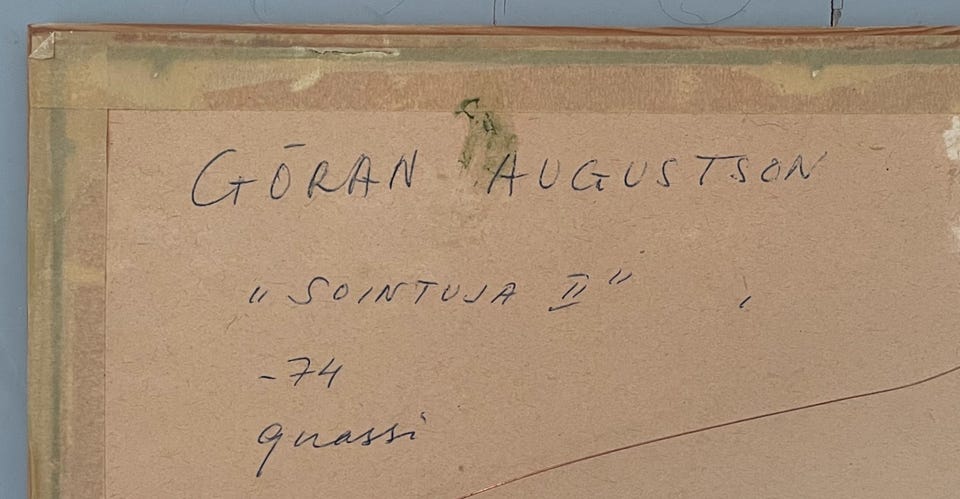 GÖRAN AUGUSTSON
"SOINTUJA II"
-74
guassi